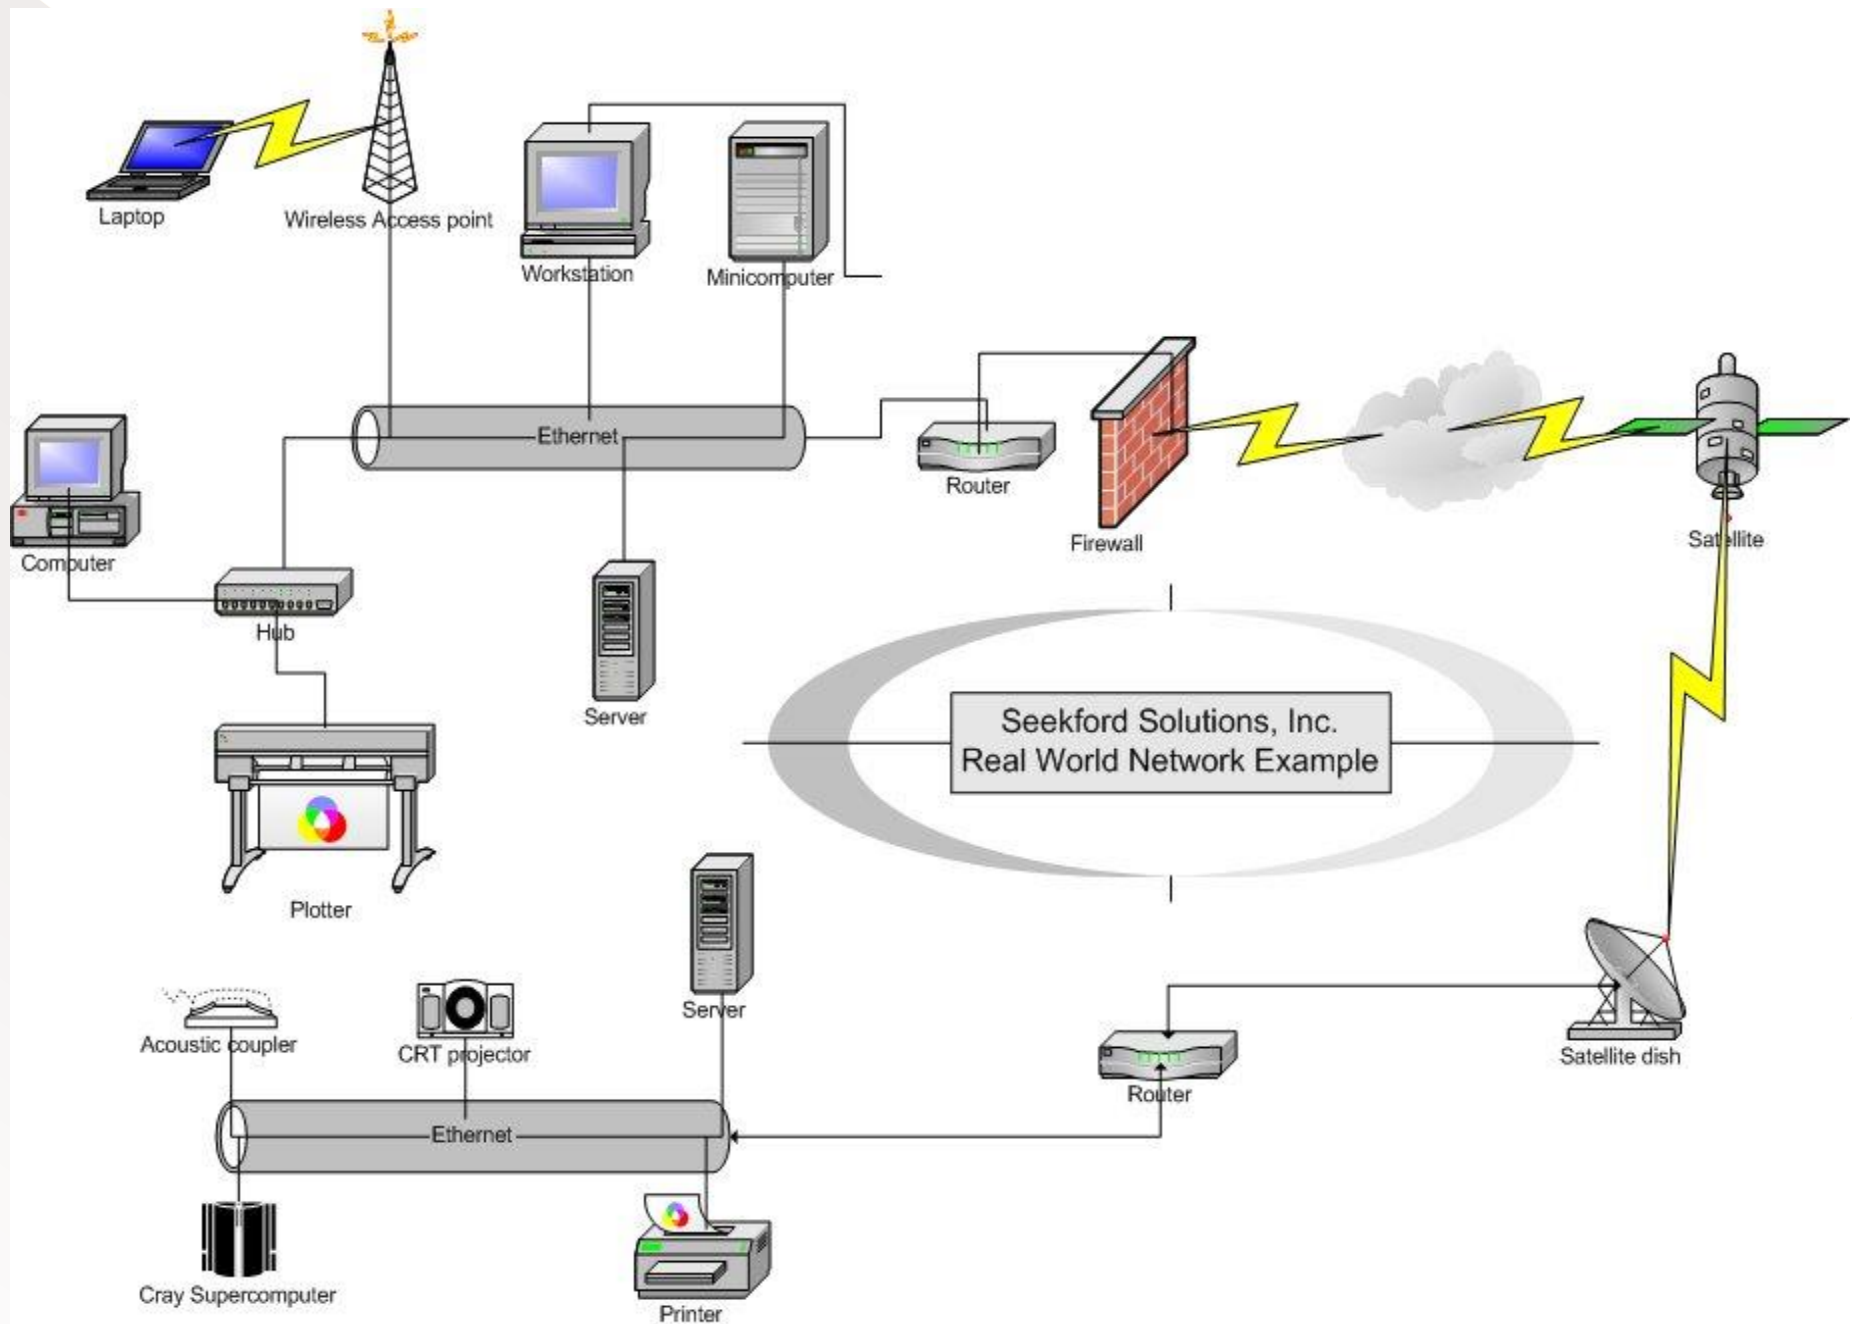 Laptop
Wireless Access point
Workstation
Minicomputer
Ethernet
Router
Firewall
Satellite
Computer
Hub
Server
Seekford Solutions, Inc.
Real World Network Example
Plotter
Server
Acoustic coupler
CRT projector
Satellite dish
Router
Ethernet
Cray Supercomputer
Printer